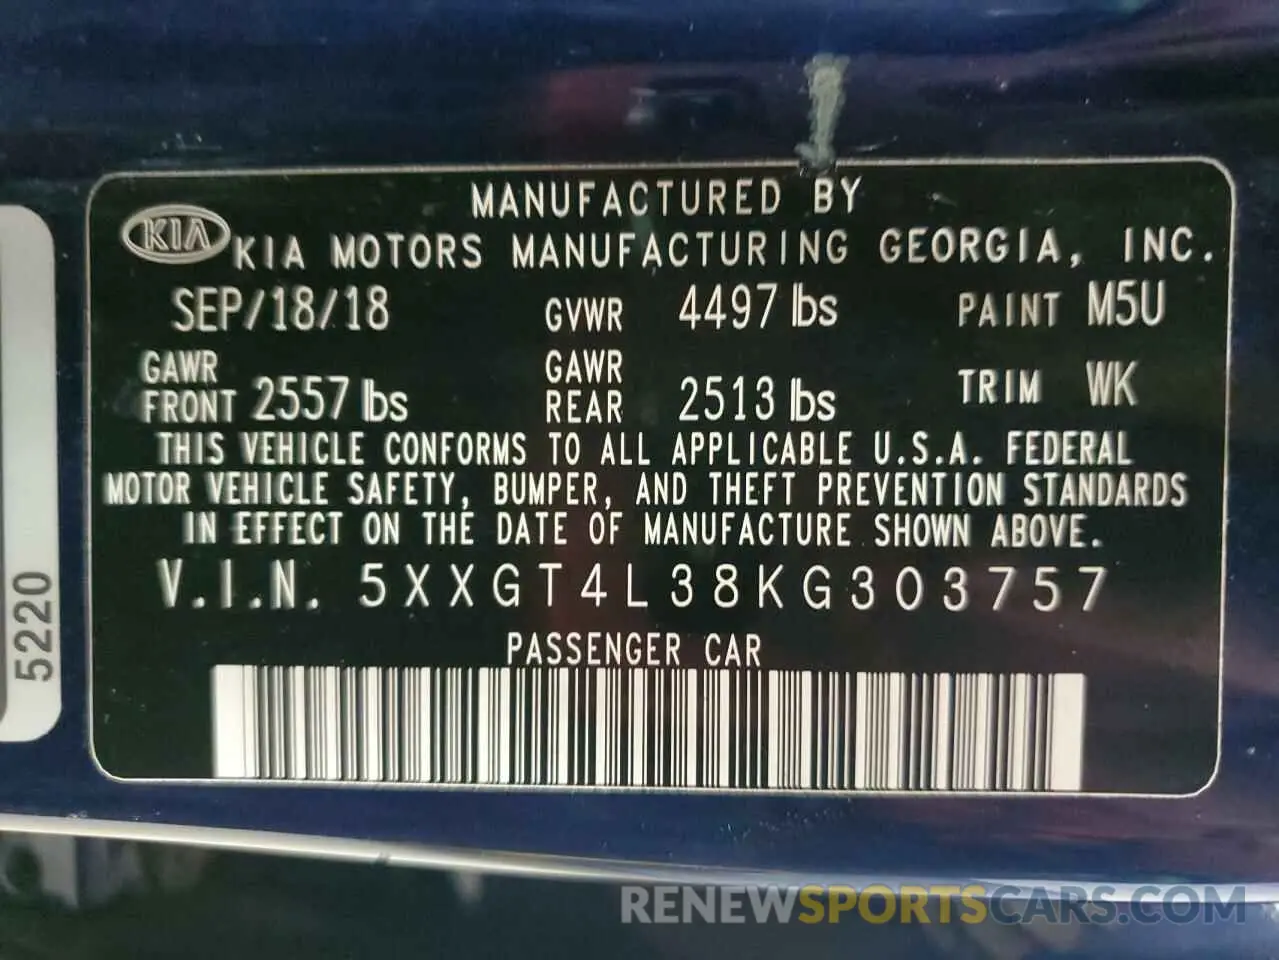 MANUFACTURED BY
KIA KIA MOTORS MANUFACTURING GEORGIA, INC.
SEP/18/18 GVWR 4497 lbs PAINT M5U
GAWR FRONT 2557 lbs GAWR REAR 2513 lbs TRIM WK
THIS VEHICLE CONFORMS TO ALL APPLICABLE U.S.A. FEDERAL
MOTOR VEHICLE SAFETY, BUMPER, AND THEFT PREVENTION STANDARDS
IN EFFECT ON THE DATE OF MANUFACTURE SHOWN ABOVE.
V.I.N. 5XXGT4L38KG303757
PASSENGER CAR
5220
RENEWSPORTSCARS.COM